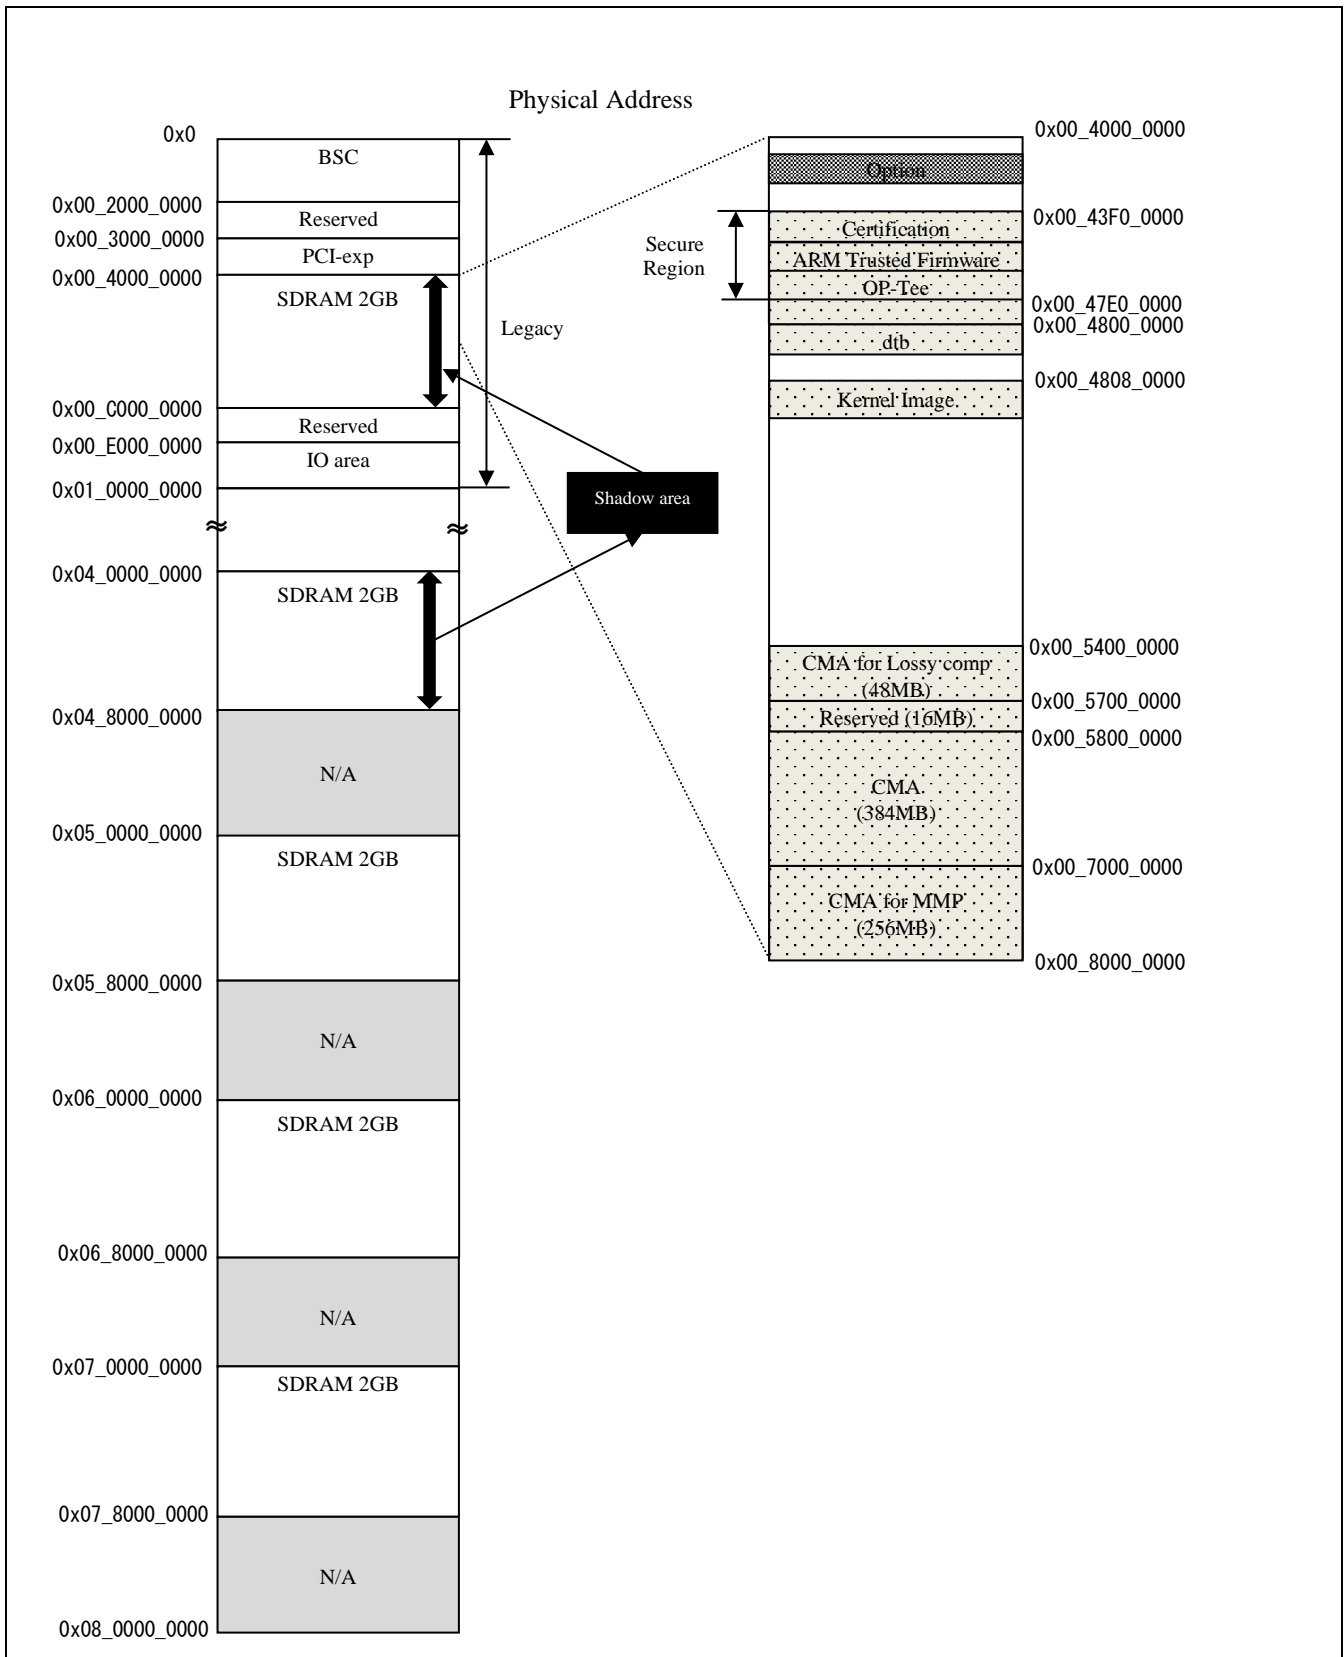 Physical Address
0x0
BSC
0x00_2000_0000
Reserved
0x00_3000_0000
PCI-exp
0x00_4000_0000
SDRAM 2GB
Legacy
0x00_C000_0000
Reserved
0x00_E000_0000
IO area
0x01_0000_0000
≈
≈
Shadow area
0x04_0000_0000
SDRAM 2GB
0x04_8000_0000
N/A
0x05_0000_0000
SDRAM 2GB
0x05_8000_0000
N/A
0x06_0000_0000
SDRAM 2GB
0x06_8000_0000
N/A
0x07_0000_0000
SDRAM 2GB
0x07_8000_0000
N/A
0x08_0000_0000
0x00_4000_0000
Option
0x00_43F0_0000
Secure
Region
Certification
ARM Trusted Firmware
OP-Tee
0x00_47E0_0000
0x00_4800_0000
dtb
0x00_4808_0000
Kernel Image
0x00_5400_0000
CMA for Lossy comp
(48MB)
0x00_5700_0000
Reserved (16MB)
0x00_5800_0000
CMA
(384MB)
0x00_7000_0000
CMA for MMP
(256MB)
0x00_8000_0000